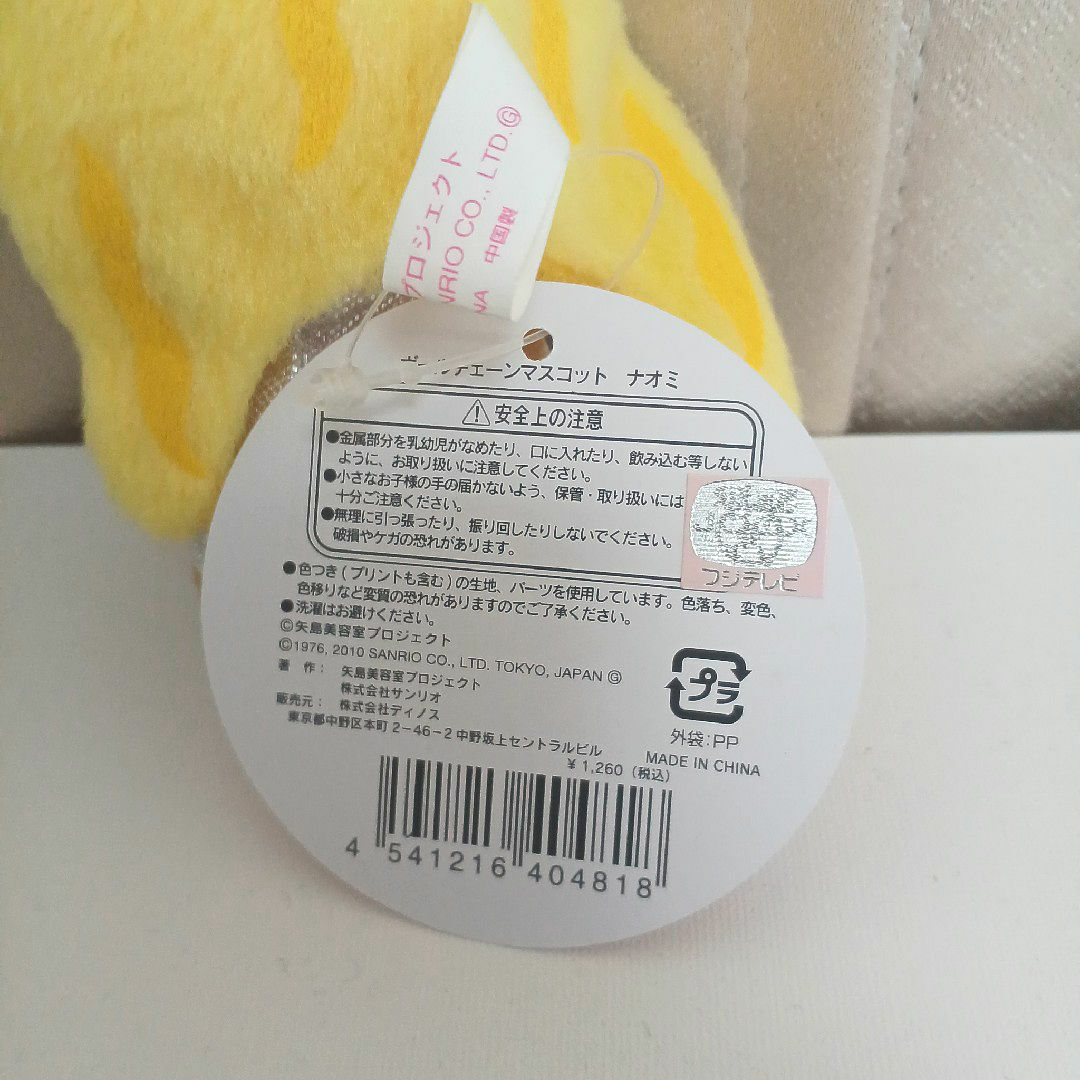 プロジェクト
NRIO CO., LTD. Ⓖ
NA 中国製
ボールチェーンマスコット ナオミ
安全上の注意
●金属部分を乳幼児がなめたり、口に入れたり、飲み込む等しない
ように、お取り扱いに注意してください。
●小さなお子様の手の届かないよう、保管・取り扱いには
十分ご注意ください。
●無理に引っ張ったり、振り回したりしないでください。
破損やケガの恐れがあります。
フジテレビ
●色つき(プリントも含む)の生地、パーツを使用しています。色落ち、変色、
色移りなど変質の恐れがありますのでご了承ください。
●洗濯はお避けください。
©矢島美容室プロジェクト
©1976, 2010 SANRIO CO., LTD. TOKYO, JAPAN Ⓖ
著 作： 矢島美容室プロジェクト
株式会社サンリオ
販売元： 株式会社ディノス
東京都中野区本町2-46-2中野坂上セントラルビル
¥1,260(税込)
プラ
外袋:PP
MADE IN CHINA
4 541216 404818